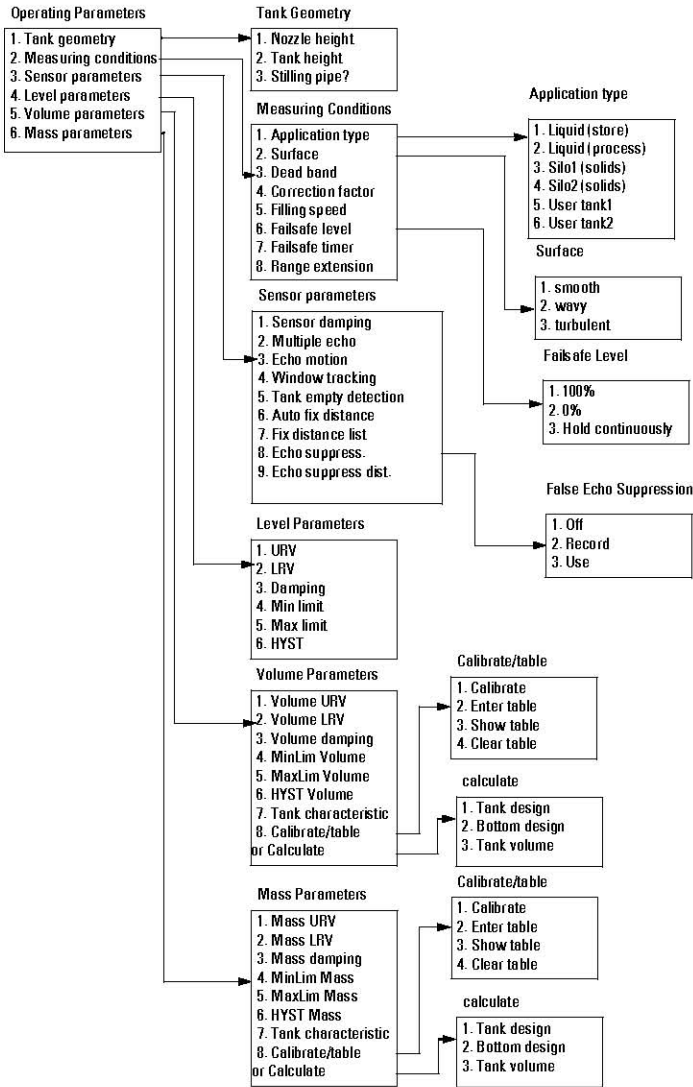 Operating Parameters
1. Tank geometry
2. Measuring conditions
3. Sensor parameters
4. Level parameters
5. Volume parameters
6. Mass parameters
Tank Geometry
1. Nozzle height
2. Tank height
3. Stilling pipe?
Measuring Conditions
1. Application type
2. Surface
3. Dead band
4. Correction factor
5. Filling speed
6. Failsafe level
7. Failsafe timer
8. Range extension
Application type
1. Liquid (store)
2. Liquid (process)
3. Silo1 (solids)
4. Silo2 (solids)
5. User tank1
6. User tank2
Surface
1. smooth
2. wavy
3. turbulent
Sensor parameters
1. Sensor damping
2. Multiple echo
3. Echo motion
4. Window tracking
5. Tank empty detection
6. Auto fix distance
7. Fix distance list
8. Echo suppress.
9. Echo suppress dist.
Failsafe Level
1. 100%
2. 0%
3. Hold continuously
False Echo Suppression
1. Off
2. Record
3. Use
Level Parameters
1. URV
2. LRV
3. Damping
4. Min limit
5. Max limit
6. HYST
Volume Parameters
1. Volume URV
2. Volume LRV
3. Volume damping
4. MinLim Volume
5. MaxLim Volume
6. HYST Volume
7. Tank characteristic
8. Calibrate/table
or Calculate
Calibrate/table
1. Calibrate
2. Enter table
3. Show table
4. Clear table
calculate
1. Tank design
2. Bottom design
3. Tank volume
Mass Parameters
1. Mass URV
2. Mass LRV
3. Mass damping
4. MinLim Mass
5. MaxLim Mass
6. HYST Mass
7. Tank characteristic
8. Calibrate/table
or Calculate
Calibrate/table
1. Calibrate
2. Enter table
3. Show table
4. Clear table
calculate
1. Tank design
2. Bottom design
3. Tank volume